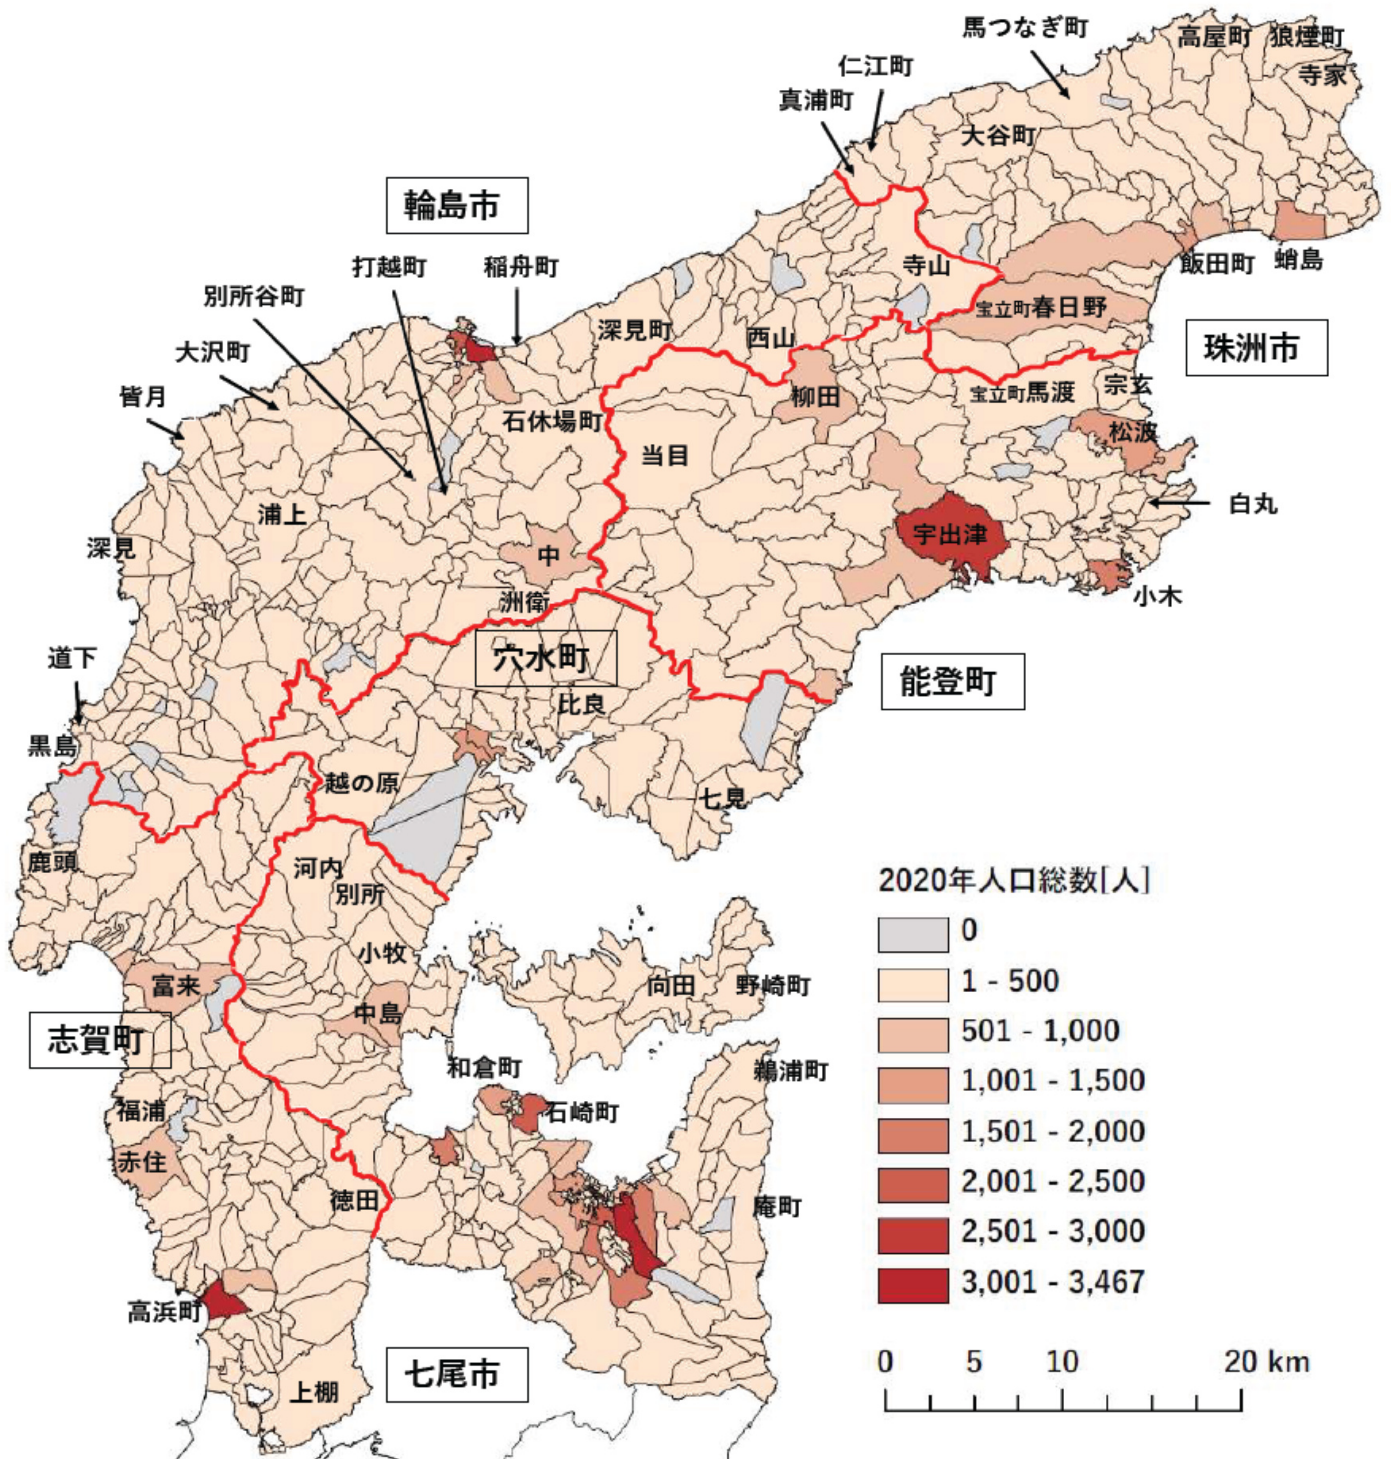 馬つなぎ町
高屋町
狼煙町
仁江町
寺家
真浦町
大谷町
輪島市
打越町
稲舟町
寺山
飯田町
蛸島
別所谷町
宝立町春日野
深見町
西山
珠洲市
大沢町
宝立町馬渡
宗玄
皆月
柳田
石休場町
松波
当目
白丸
浦上
宇出津
深見
中
小木
洲衛
穴水町
道下
能登町
比良
黒島
越の原
七見
鹿頭
河内
別所
小牧
富来
向田
野崎町
中島
志賀町
和倉町
鵜浦町
福浦
石崎町
赤住
徳田
庵町
高浜町
七尾市
上棚
2020年人口総数[人]
0
1 - 500
501 - 1,000
1,001 - 1,500
1,501 - 2,000
2,001 - 2,500
2,501 - 3,000
3,001 - 3,467
0 5 10 20 km